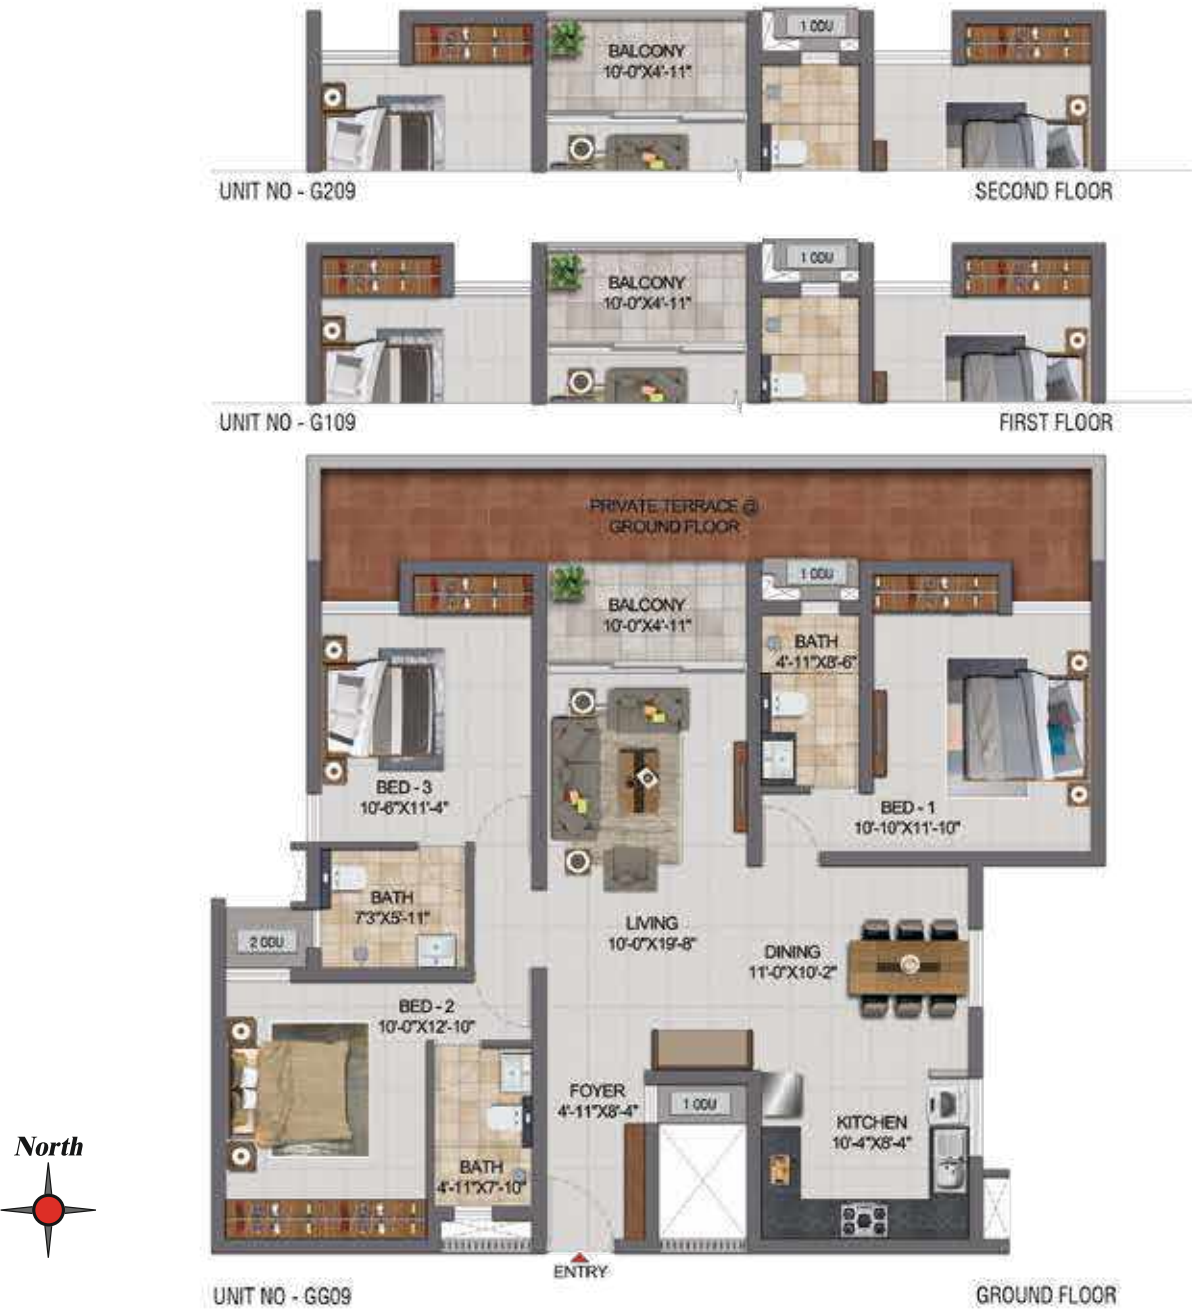 1 ODU
BALCONY
10'-0"X4'-11"
UNIT NO - G209
SECOND FLOOR
1 ODU
BALCONY
10'-0"X4'-11"
UNIT NO - G109
FIRST FLOOR
PRIVATE TERRACE @
GROUND FLOOR
1 ODU
BALCONY
10'-0"X4'-11"
BATH
4'-11"X8'-6"
BED - 3
10'-6"X11'-4"
BED - 1
10'-10"X11'-10"
BATH
7'3"X5'-11"
LIVING
10'-0"X19'-8"
2 ODU
DINING
11'-0"X10'-2"
BED - 2
10'-0"X12'-10"
FOYER
4'-11"X8'-4"
1 ODU
KITCHEN
10'-4"X8'-4"
North
BATH
4'-11"X7'-10"
ENTRY
UNIT NO - GG09
GROUND FLOOR